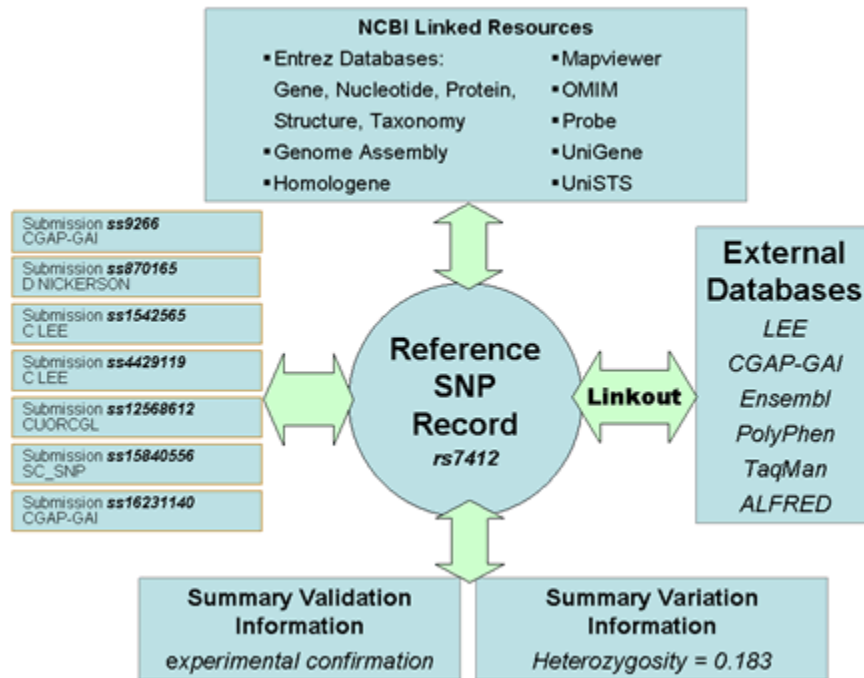 NCBI Linked Resources
▪Entrez Databases:
Gene, Nucleotide, Protein,
Structure, Taxonomy
▪Genome Assembly
▪Homologene
▪Mapviewer
▪OMIM
▪Probe
▪UniGene
▪UniSTS
Submission ss9266
CGAP-GAI
Submission ss870165
D NICKERSON
Submission ss1542565
C LEE
Submission ss4429119
C LEE
Submission ss12568612
CUORCGL
Submission ss15840556
SC_SNP
Submission ss16231140
CGAP-GAI
Reference
SNP
Record
rs7412
Linkout
External
Databases
LEE
CGAP-GAI
Ensembl
PolyPhen
TaqMan
ALFRED
Summary Validation
Information
experimental confirmation
Summary Variation
Information
Heterozygosity = 0.183